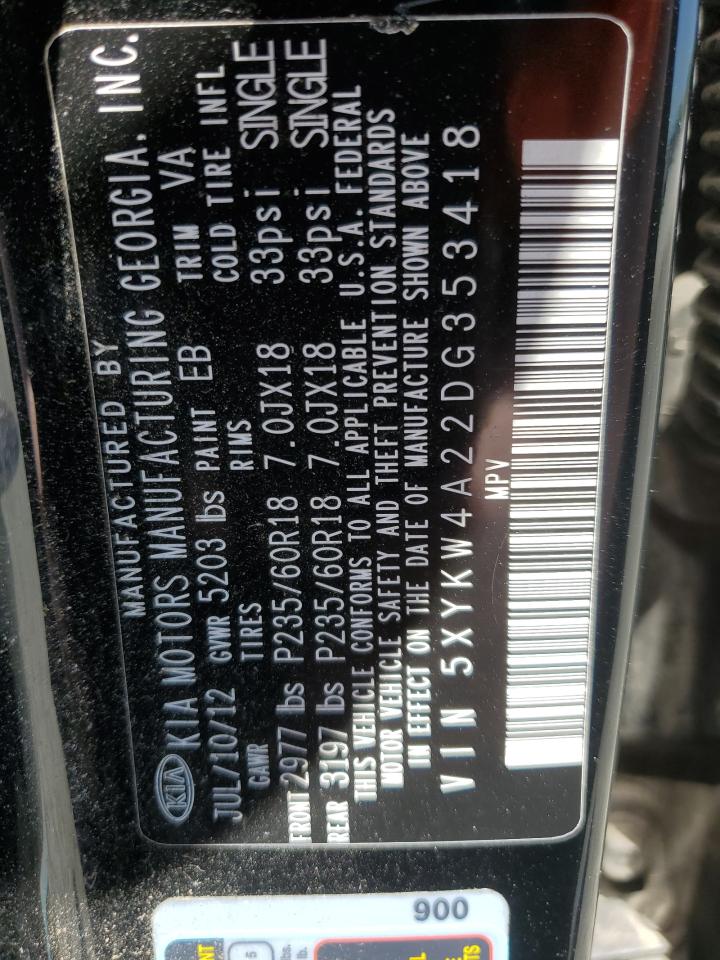 MANUFACTURED BY
KIA KIA MOTORS MANUFACTURING GEORGIA, INC.
JUL/10/12 GVWR 5203 lbs PAINT EB TRIM VA
GAWR TIRES RIMS COLD TIRE INFL
FRONT 2977 lbs P235/60R18 7.0JX18 33psi SINGLE
REAR 3197 lbs P235/60R18 7.0JX18 33psi SINGLE
THIS VEHICLE CONFORMS TO ALL APPLICABLE U.S.A. FEDERAL
MOTOR VEHICLE SAFETY AND THEFT PREVENTION STANDARDS
IN EFFECT ON THE DATE OF MANUFACTURE SHOWN ABOVE
VIN 5XYKW4A22DG353418
MPV
900